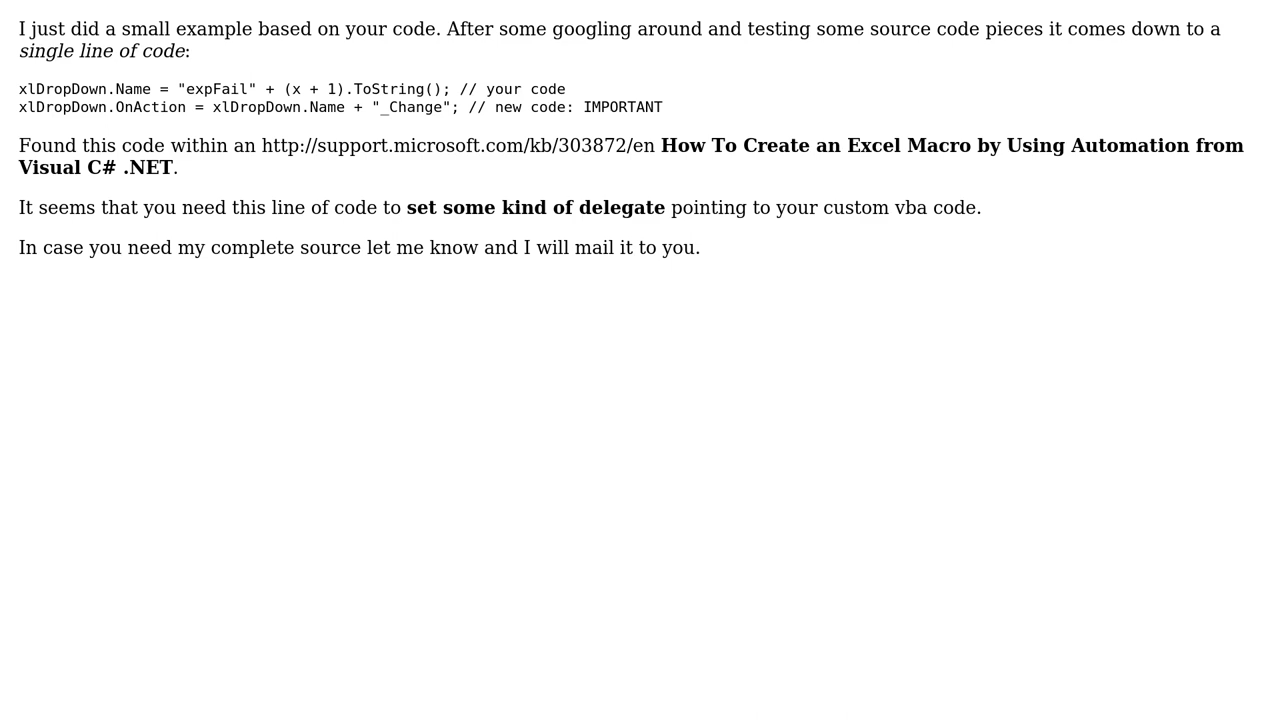 I just did a small example based on your code. After some googling around and testing some source code pieces it comes down to a
single line of code:
xlDropDown.Name = "expFail" + (x + 1).ToString(); // your code
xlDropDown.OnAction = xlDropDown.Name + "_Change"; // new code: IMPORTANT
Found this code within an http://support.microsoft.com/kb/303872/en How To Create an Excel Macro by Using Automation from
Visual C# .NET.
It seems that you need this line of code to set some kind of delegate pointing to your custom vba code.
In case you need my complete source let me know and I will mail it to you.